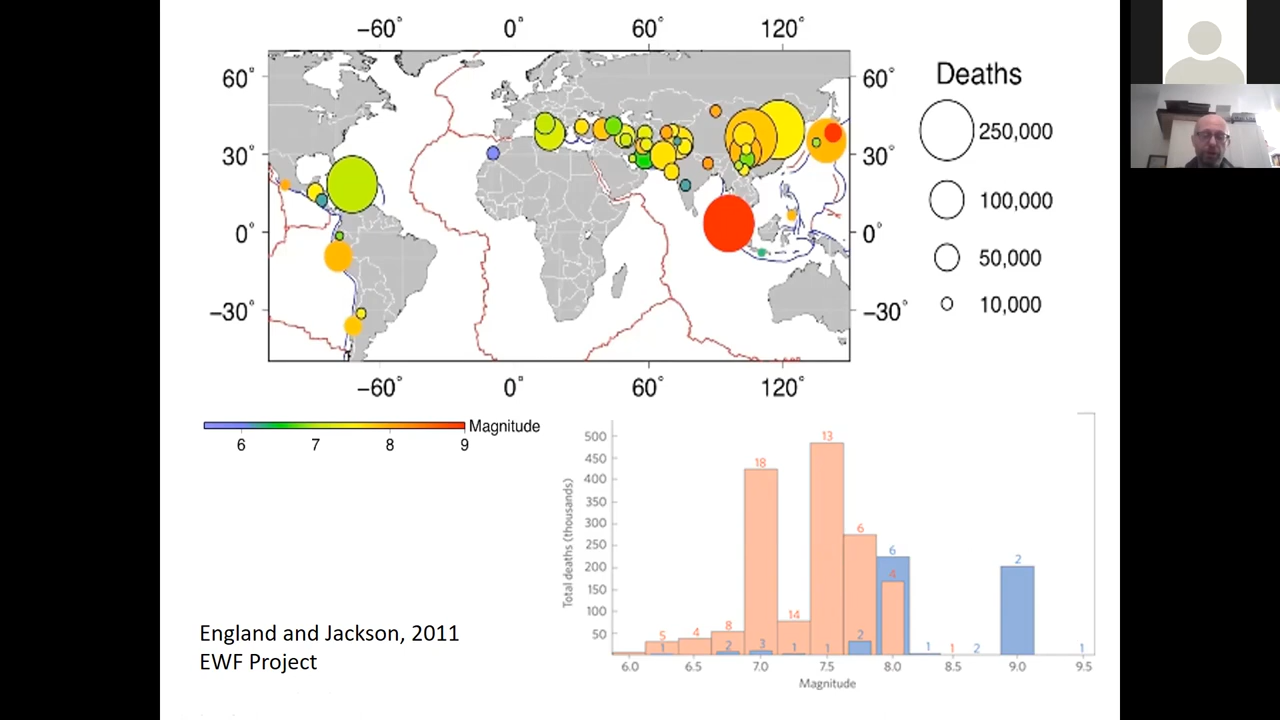 −60° 0° 60° 120°
60° 60°
30° 30°
0° 0°
−30° −30°
−60° 0° 60° 120°
Deaths
250,000
100,000
50,000
10,000
Magnitude
6 7 8 9
500
450
400
350
300
250
200
150
100
50
Total deaths (thousands)
5 4 8 18 14 13 6 4 1
1 2 3 1 1 2 6 1 2 2 1
6.0 6.5 7.0 7.5 8.0 8.5 9.0 9.5
Magnitude
England and Jackson, 2011
EWF Project